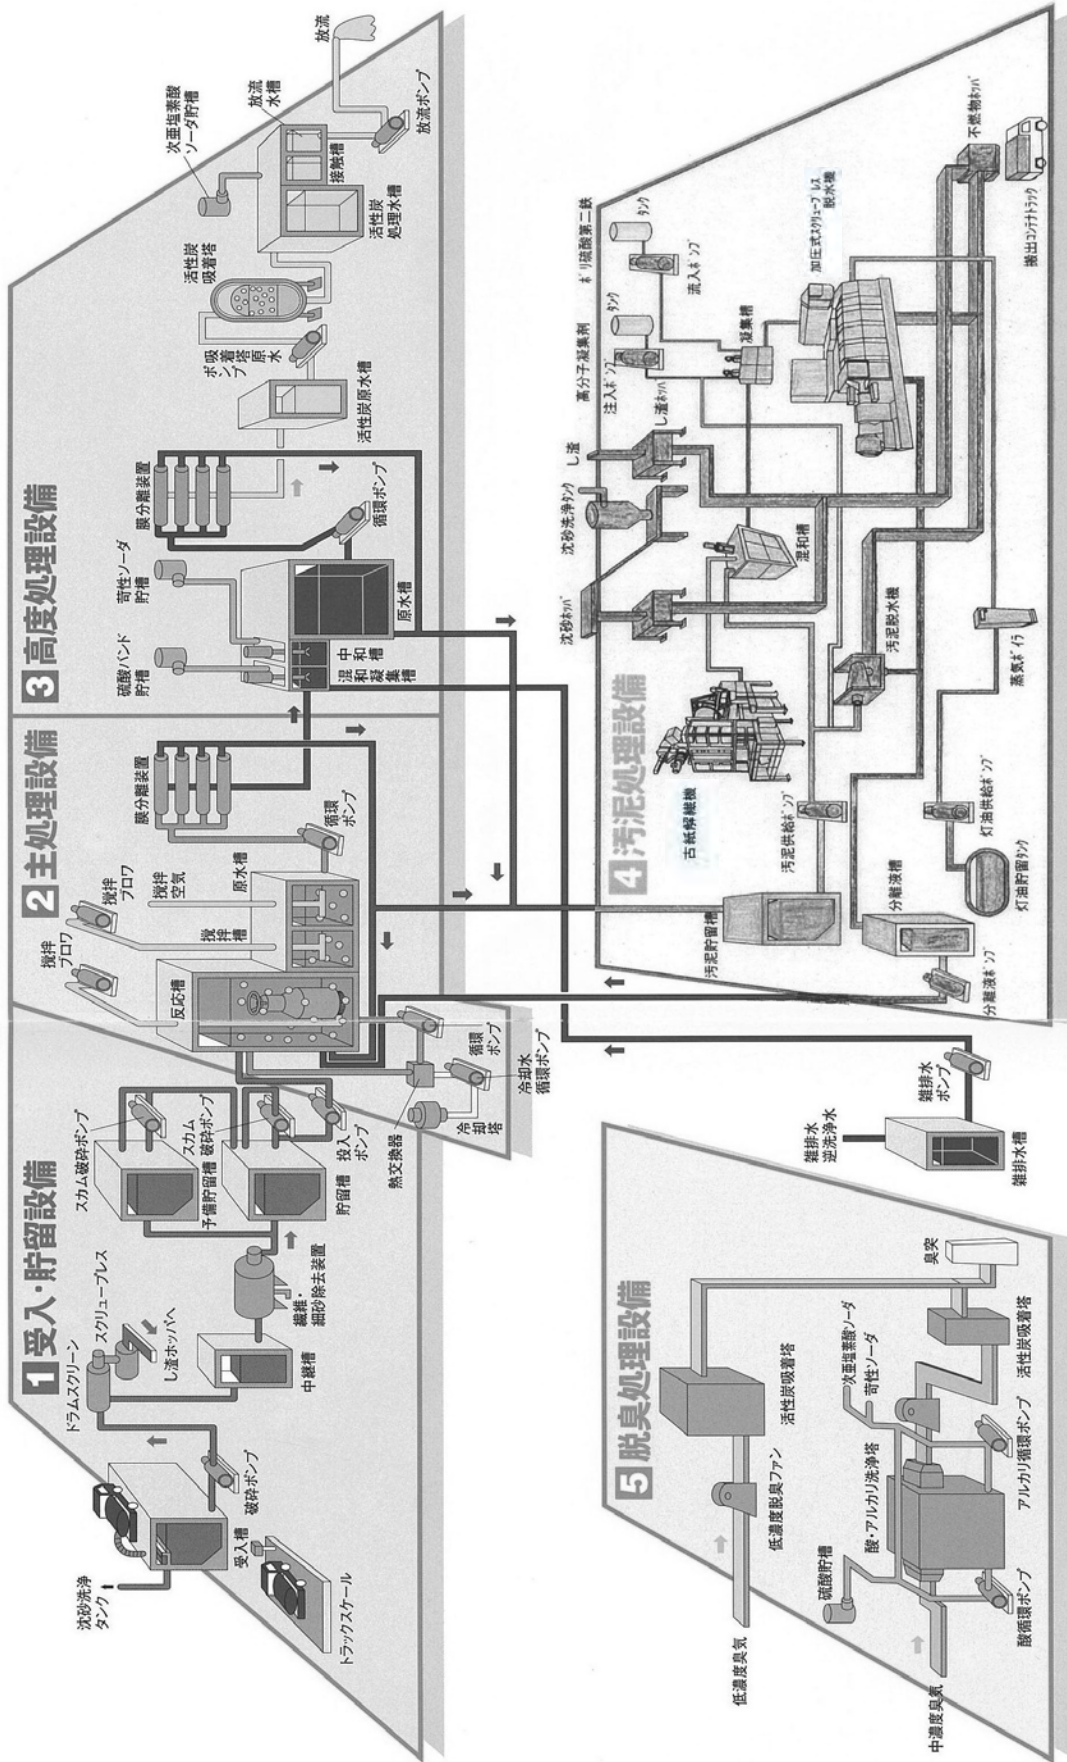 1 受入・貯留設備
沈砂洗浄
タンク
トラックスケール
受入槽
破砕ポンプ
ドラムスクリーン
スクリュープレス
し渣ホッパへ
中継槽
繊維・
細砂除去装置
スカム破砕ポンプ
予備貯留槽
スカム
破砕ポンプ
貯留槽
投入
ポンプ
2 主処理設備
熱交換器
冷却塔
冷却水
循環ポンプ
循環
ポンプ
反応槽
撹拌
ブロワ
撹拌
ブロワ
撹拌槽
撹拌
空気
原水槽
循環
ポンプ
膜分離装置
3 高度処理設備
硫酸バンド
貯槽
苛性ソーダ
貯槽
混和凝集槽
中和槽
原水槽
循環ポンプ
膜分離装置
活性炭原水槽
吸着塔原水
ポンプ
活性炭
吸着塔
次亜塩素酸
ソーダ貯槽
活性炭
処理水槽
接触槽
放流
水槽
放流ポンプ
放流
4 汚泥処理設備
汚泥貯留槽
分離液ポンプ
分離液槽
汚泥供給ポンプ
灯油貯留タンク
灯油供給ポンプ
古紙解繊機
汚泥脱水機
蒸気ボイラ
沈砂ホッパ
沈砂洗浄タンク
し渣
し渣ホッパ
混和槽
高分子凝集剤
注入ポンプ
タンク
ポリ硫酸第二鉄
流入ポンプ
タンク
凝集槽
加圧式スクリュープレス
脱水機
不燃物ホッパ
搬出コンテナトラック
雑排水
逆洗浄水
雑排水槽
雑排水
ポンプ
5 脱臭処理設備
低濃度臭気
低濃度脱臭ファン
活性炭吸着塔
臭突
中濃度臭気
硫酸貯槽
酸循環ポンプ
酸・アルカリ洗浄塔
次亜塩素酸ソーダ
苛性ソーダ
アルカリ循環ポンプ
活性炭吸着塔